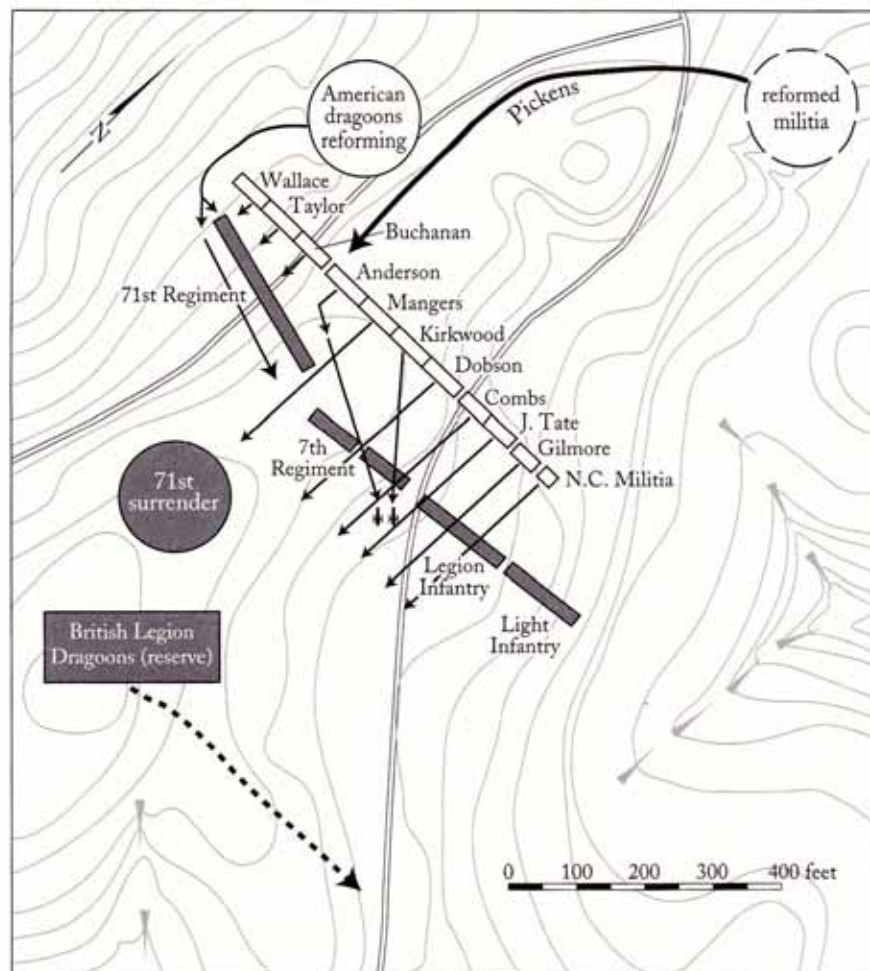 American
dragoons
reforming
Pickens
reformed
militia
N
Wallace
Taylor
Buchanan
Anderson
71st Regiment
Mangers
Kirkwood
Dobson
Combs
J. Tate
Gilmore
N.C. Militia
7th
Regiment
71st
surrender
Legion
Infantry
Light
Infantry
British Legion
Dragoons (reserve)
0 100 200 300 400 feet